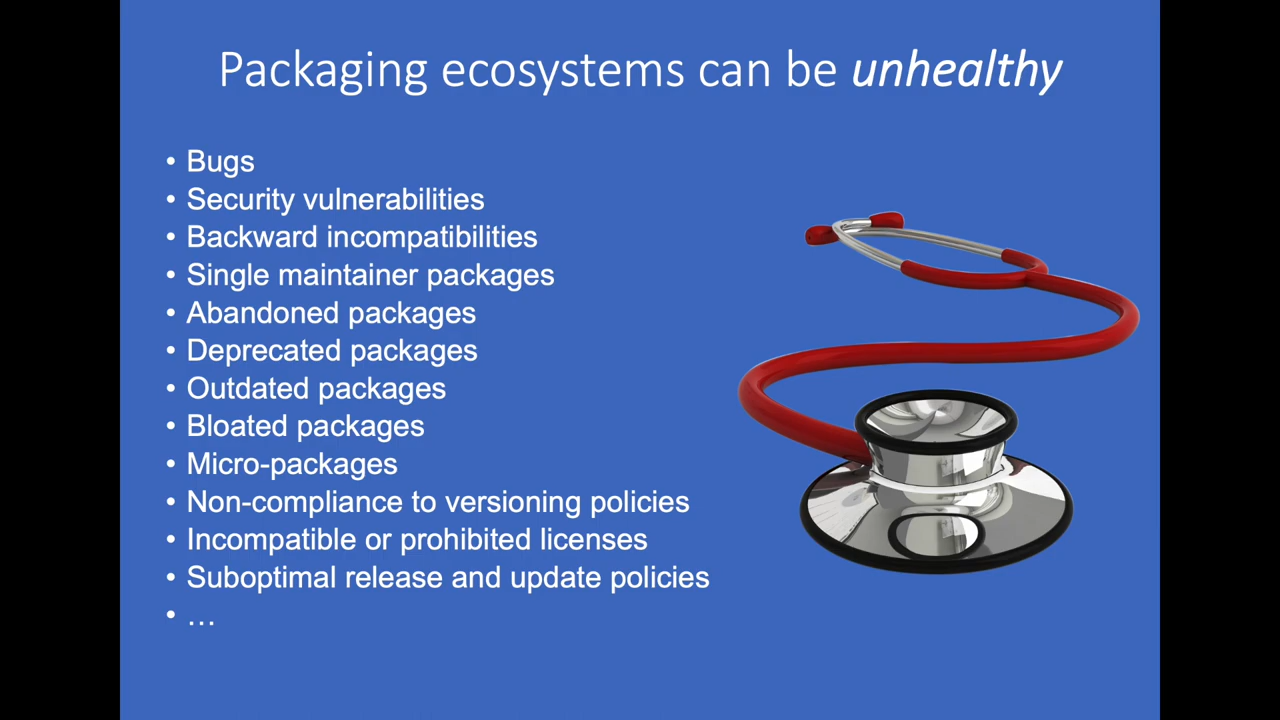 Packaging ecosystems can be unhealthy
• Bugs
• Security vulnerabilities
• Backward incompatibilities
• Single maintainer packages
• Abandoned packages
• Deprecated packages
• Outdated packages
• Bloated packages
• Micro-packages
• Non-compliance to versioning policies
• Incompatible or prohibited licenses
• Suboptimal release and update policies
• …